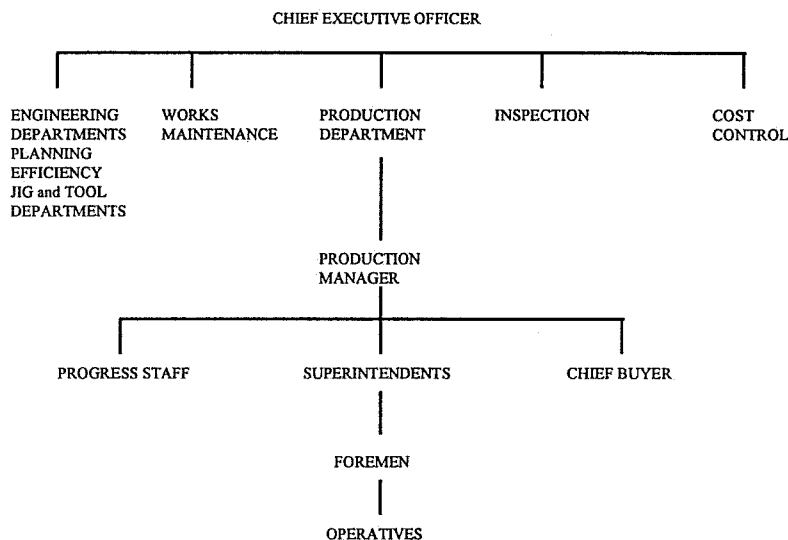 CHIEF EXECUTIVE OFFICER
ENGINEERING
DEPARTMENTS
PLANNING
EFFICIENCY
JIG and TOOL
DEPARTMENTS
WORKS
MAINTENANCE
PRODUCTION
DEPARTMENT
INSPECTION
COST
CONTROL
PRODUCTION
MANAGER
PROGRESS STAFF
SUPERINTENDENTS
CHIEF BUYER
FOREMEN
OPERATIVES